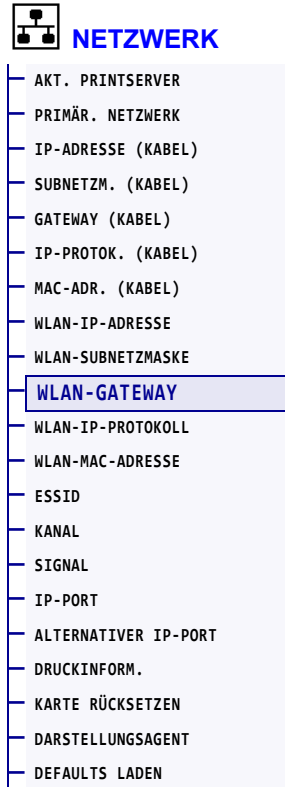 NETZWERK
AKT. PRINTSERVER
PRIMÄR. NETZWERK
IP-ADRESSE (KABEL)
SUBNETZM. (KABEL)
GATEWAY (KABEL)
IP-PROTOK. (KABEL)
MAC-ADR. (KABEL)
WLAN-IP-ADRESSE
WLAN-SUBNETZMASKE
WLAN-GATEWAY
WLAN-IP-PROTOKOLL
WLAN-MAC-ADRESSE
ESSID
KANAL
SIGNAL
IP-PORT
ALTERNATIVER IP-PORT
DRUCKINFORM.
KARTE RÜCKSETZEN
DARSTELLUNGSAGENT
DEFAULTS LADEN